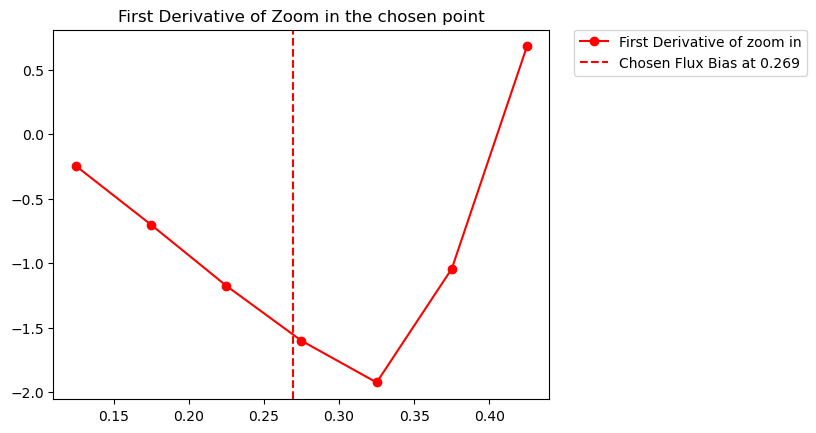 First Derivative of Zoom in the chosen point
First Derivative of zoom in
Chosen Flux Bias at 0.269
0.5
0.0
−0.5
−1.0
−1.5
−2.0
0.15 0.20 0.25 0.30 0.35 0.40